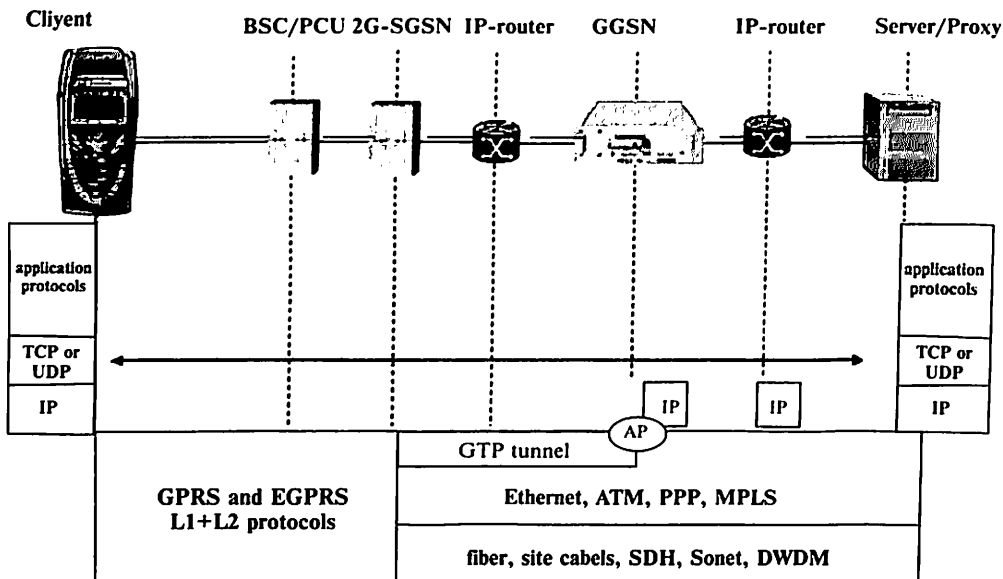 Cliyent
BSC/PCU 2G-SGSN IP-router GGSN IP-router Server/Proxy
application
protocols
application
protocols
TCP or
UDP
TCP or
UDP
IP
IP
IP
IP
AP
GTP tunnel
GPRS and EGPRS
L1+L2 protocols
Ethernet, ATM, PPP, MPLS
fiber, site cabels, SDH, Sonet, DWDM